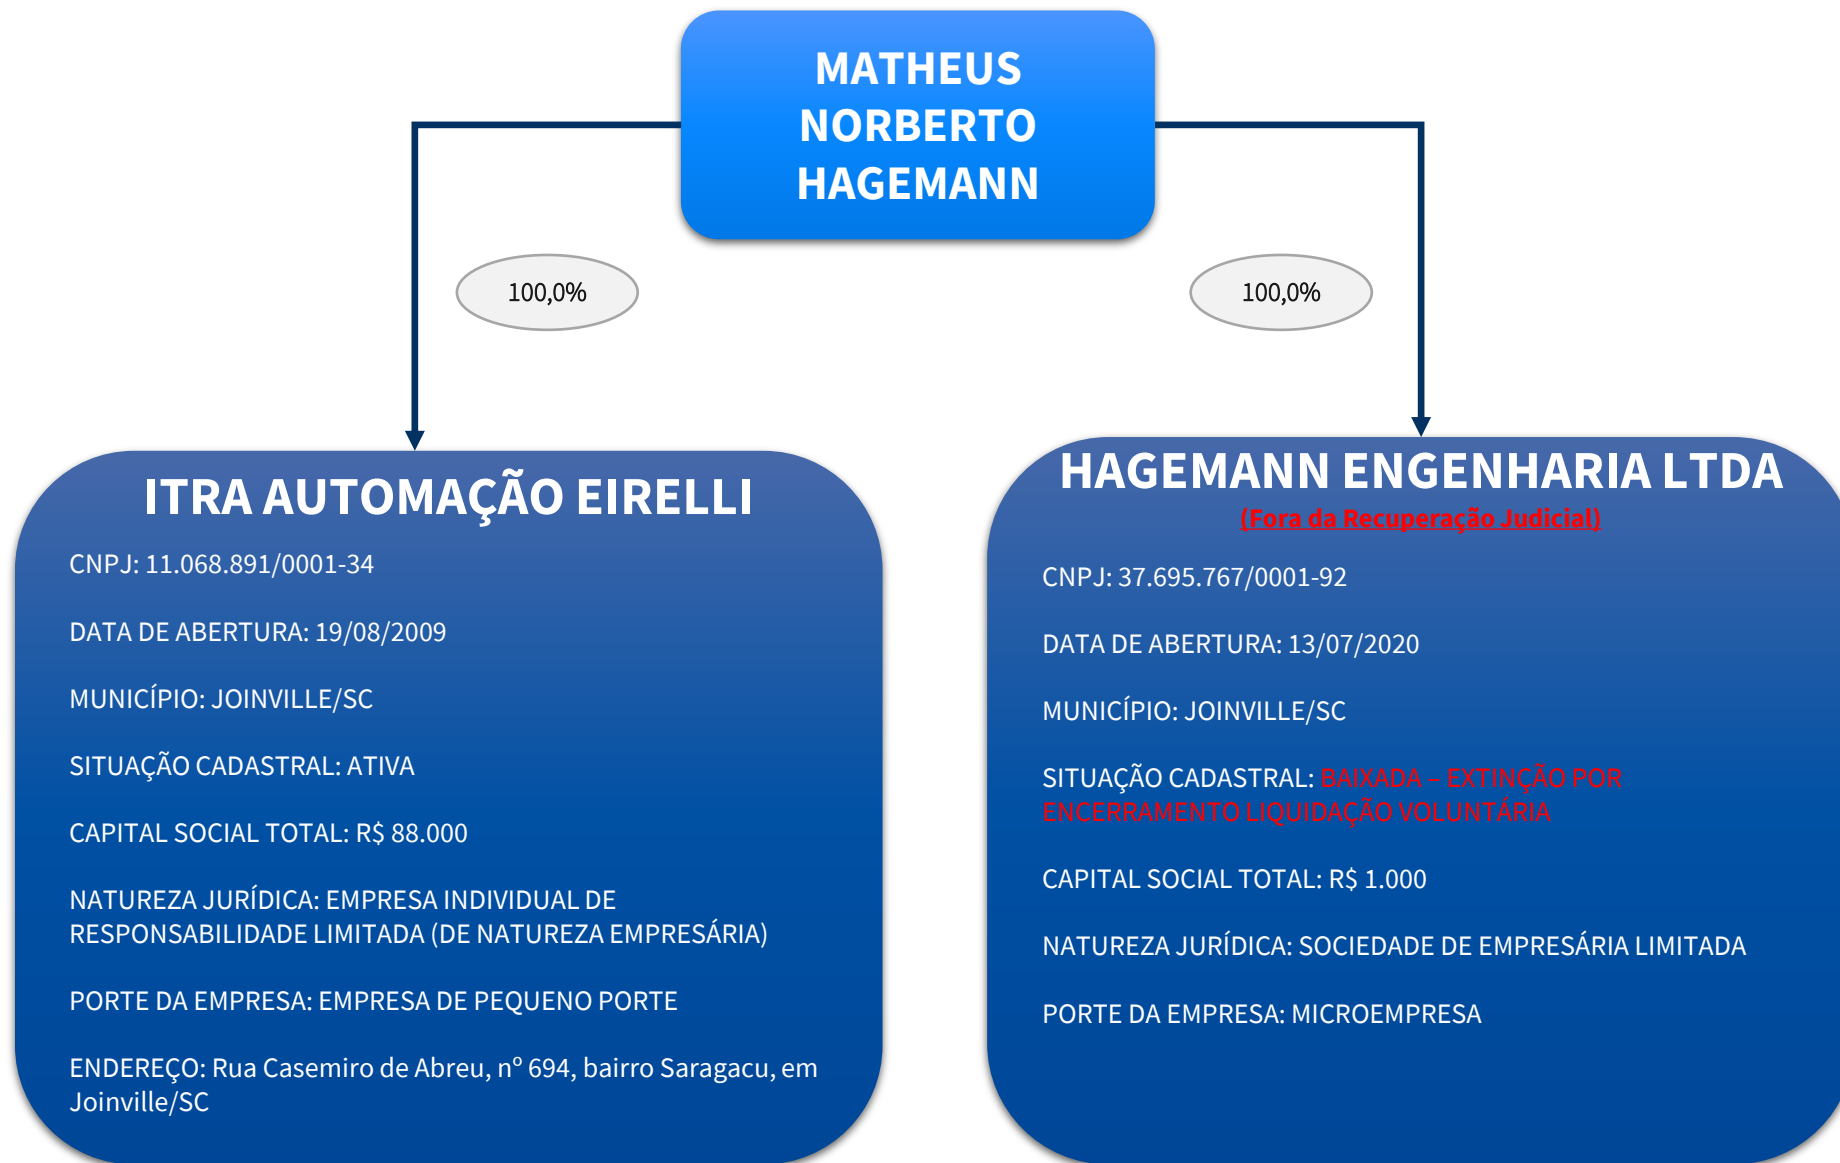 MATHEUS
NORBERTO
HAGEMANN
100,0%
100,0%
ITRA AUTOMAÇÃO EIRELLI
CNPJ: 11.068.891/0001-34
DATA DE ABERTURA: 19/08/2009
MUNICÍPIO: JOINVILLE/SC
SITUAÇÃO CADASTRAL: ATIVA
CAPITAL SOCIAL TOTAL: R$ 88.000
NATUREZA JURÍDICA: EMPRESA INDIVIDUAL DE
RESPONSABILIDADE LIMITADA (DE NATUREZA EMPRESÁRIA)
PORTE DA EMPRESA: EMPRESA DE PEQUENO PORTE
ENDEREÇO: Rua Casemiro de Abreu, nº 694, bairro Saragacu, em
Joinville/SC
HAGEMANN ENGENHARIA LTDA
(Fora da Recuperação Judicial)
CNPJ: 37.695.767/0001-92
DATA DE ABERTURA: 13/07/2020
MUNICÍPIO: JOINVILLE/SC
SITUAÇÃO CADASTRAL: BAIXADA – EXTINÇÃO POR
ENCERRAMENTO LIQUIDAÇÃO VOLUNTÁRIA
CAPITAL SOCIAL TOTAL: R$ 1.000
NATUREZA JURÍDICA: SOCIEDADE DE EMPRESÁRIA LIMITADA
PORTE DA EMPRESA: MICROEMPRESA